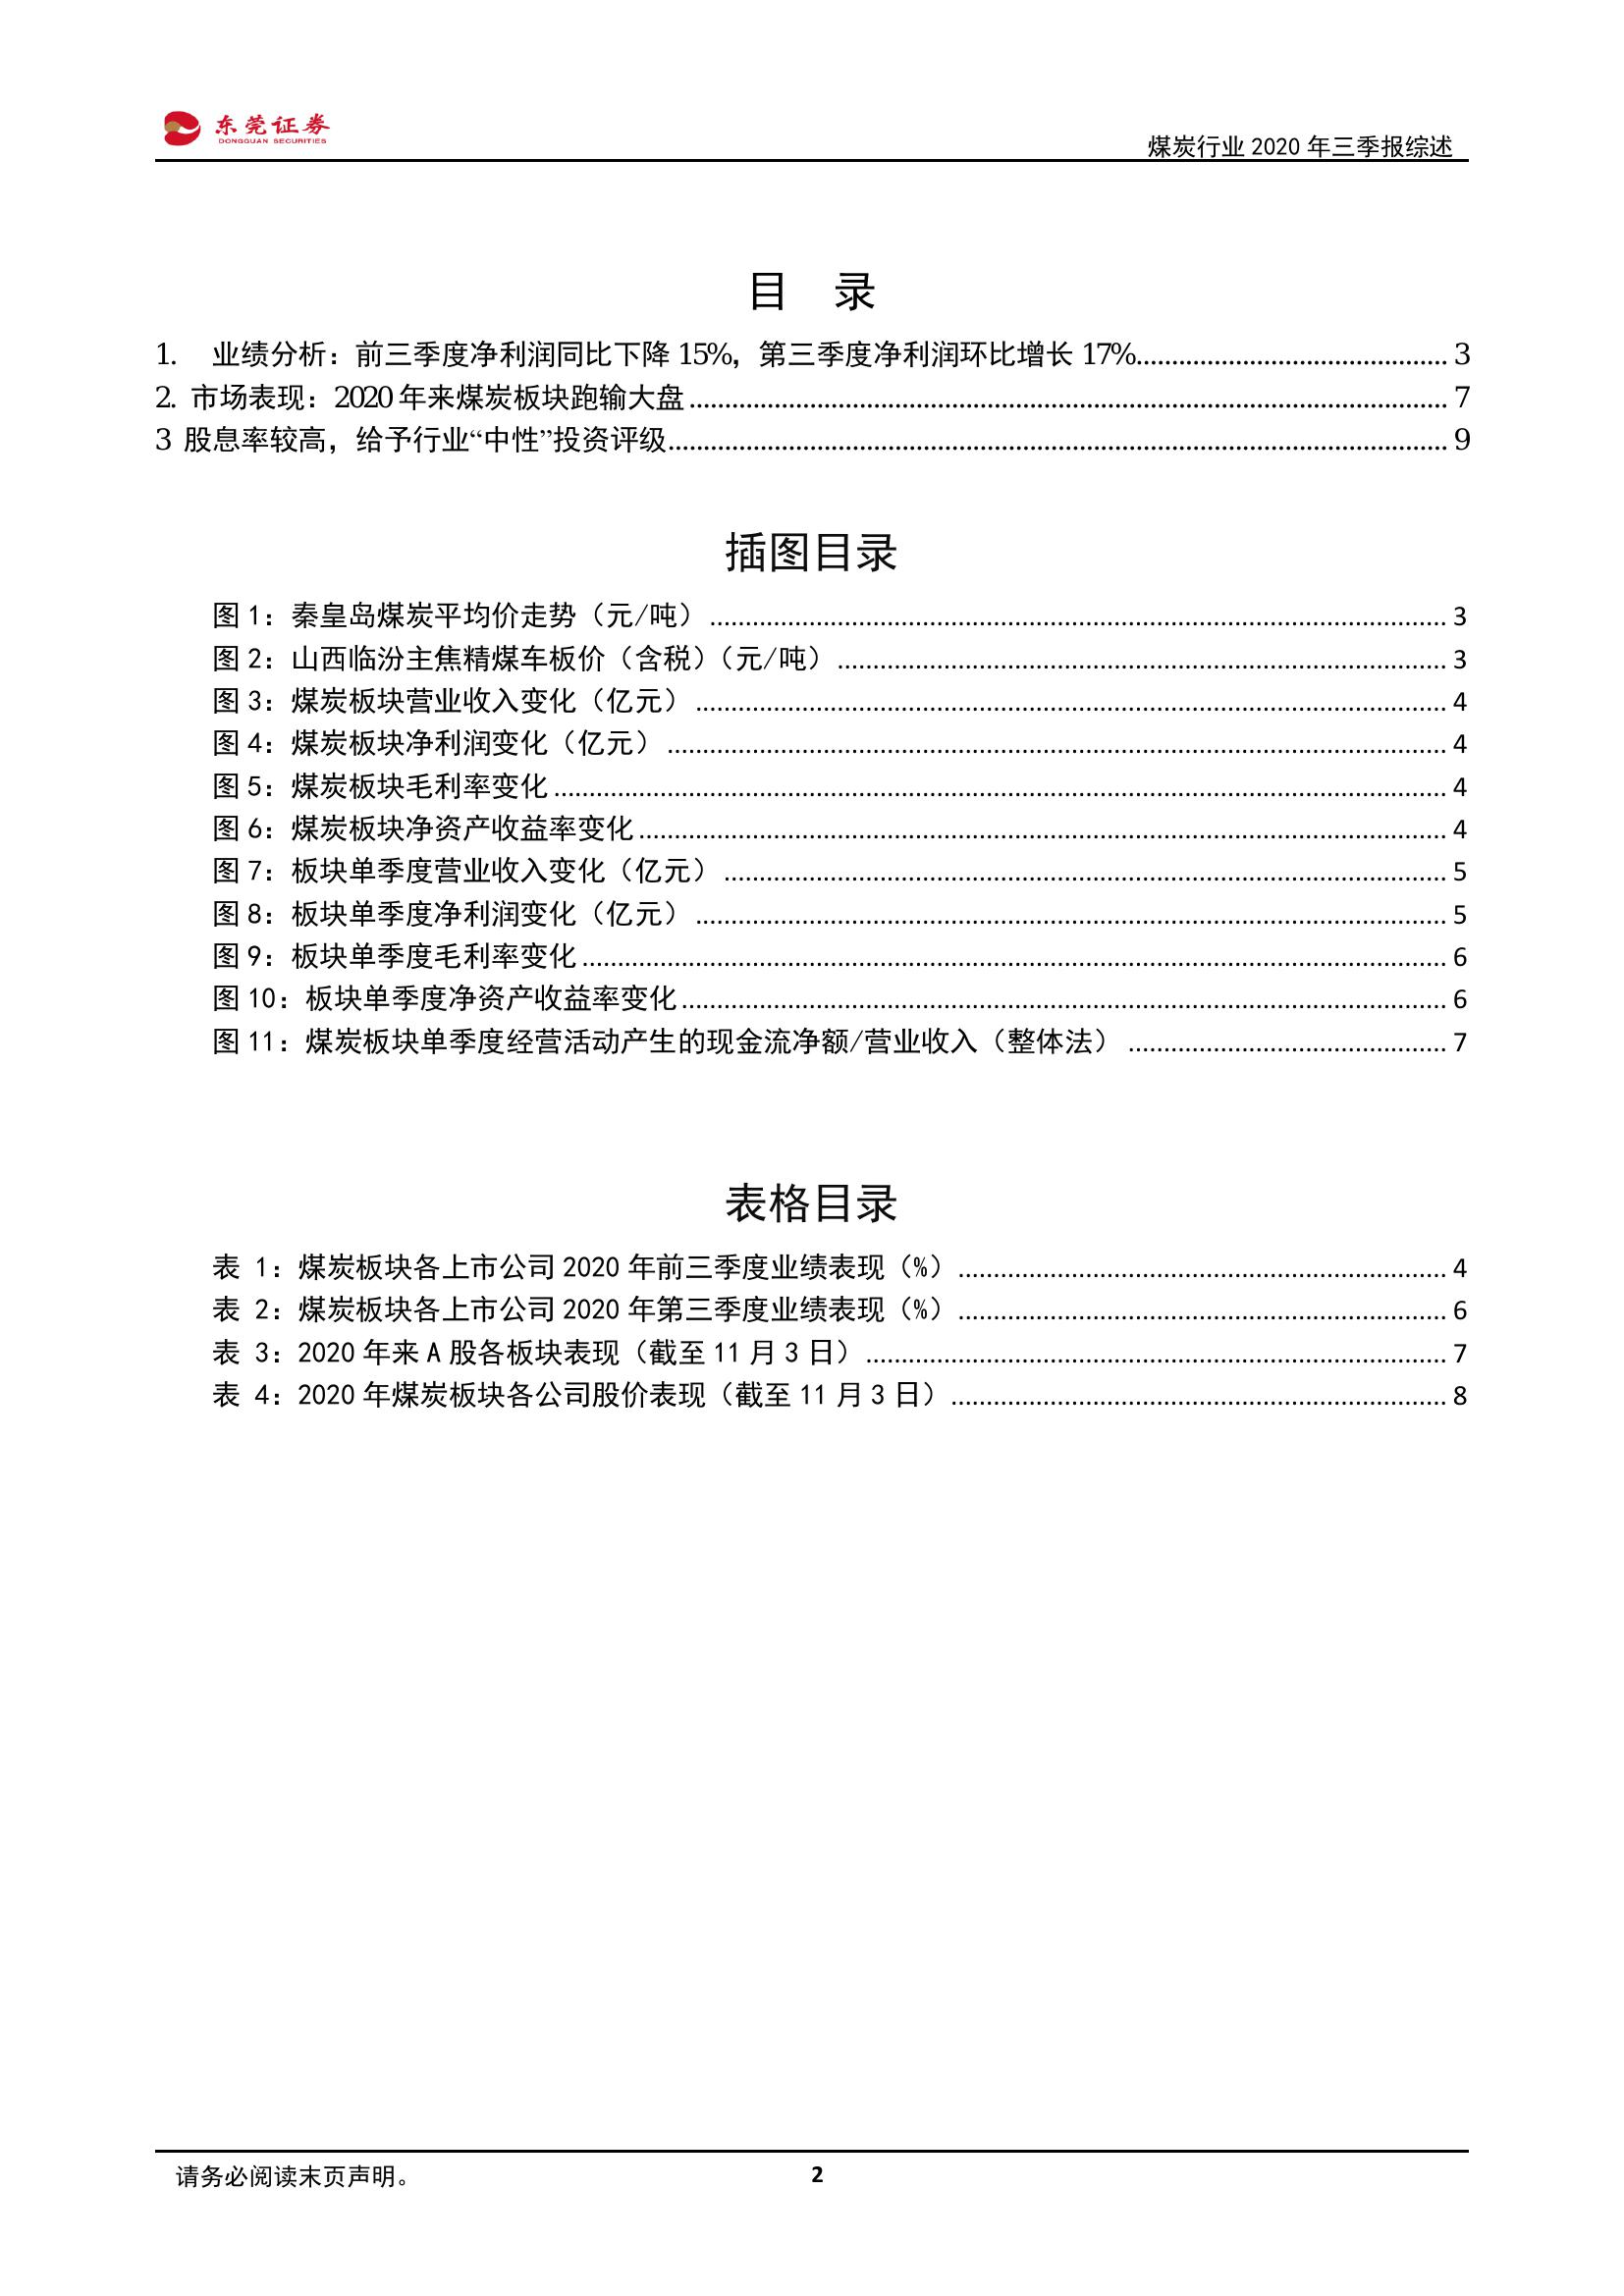 东莞证券
DONGGUAN SECURITIES
煤炭行业 2020 年三季报综述
目 录
1. 业绩分析：前三季度净利润同比下降 15%，第三季度净利润环比增长 17%............................................ 3
2. 市场表现：2020 年来煤炭板块跑输大盘............................................ 7
3 股息率较高，给予行业“中性”投资评级............................................ 9
插图目录
图 1：秦皇岛煤炭平均价走势（元/吨）............................................ 3
图 2：山西临汾主焦精煤车板价（含税）（元/吨）............................................ 3
图 3：煤炭板块营业收入变化（亿元）............................................ 4
图 4：煤炭板块净利润变化（亿元）............................................ 4
图 5：煤炭板块毛利率变化............................................ 4
图 6：煤炭板块净资产收益率变化............................................ 4
图 7：板块单季度营业收入变化（亿元）............................................ 5
图 8：板块单季度净利润变化（亿元）............................................ 5
图 9：板块单季度毛利率变化............................................ 6
图 10：板块单季度净资产收益率变化............................................ 6
图 11：煤炭板块单季度经营活动产生的现金流净额/营业收入（整体法）............................................ 7
表格目录
表 1：煤炭板块各上市公司 2020 年前三季度业绩表现（%）............................................ 4
表 2：煤炭板块各上市公司 2020 年第三季度业绩表现（%）............................................ 6
表 3：2020 年来 A 股各板块表现（截至 11 月 3 日）............................................ 7
表 4：2020 年煤炭板块各公司股价表现（截至 11 月 3 日）............................................ 8
请务必阅读末页声明。
2